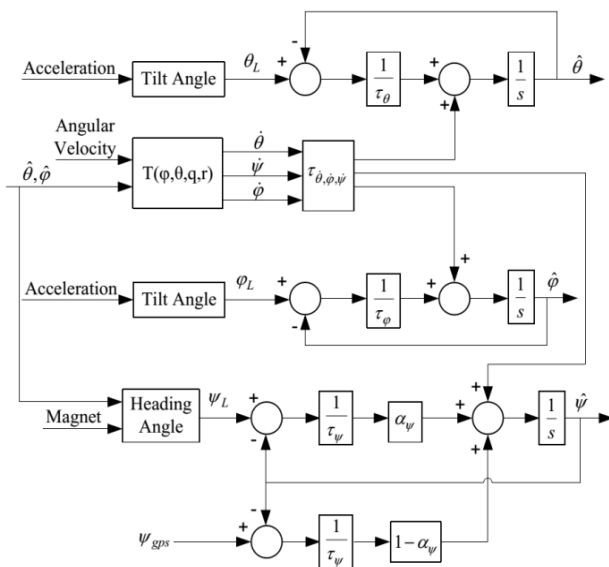 -
Acceleration
Tilt Angle
θ_L
+
1/τ_θ
+
+
1/s
θ̂
Angular
Velocity
θ̂,φ̂
T(φ,θ,q,r)
θ̇
ψ̇
φ̇
τ_θ̇,φ̇,ψ̇
Acceleration
Tilt Angle
φ_L
+
-
1/τ_φ
+
+
1/s
φ̂
Magnet
Heading
Angle
ψ_L
+
-
1/τ_ψ
α_ψ
+
+
+
1/s
ψ̂
ψ_gps
-
+
1/τ_ψ
1-α_ψ